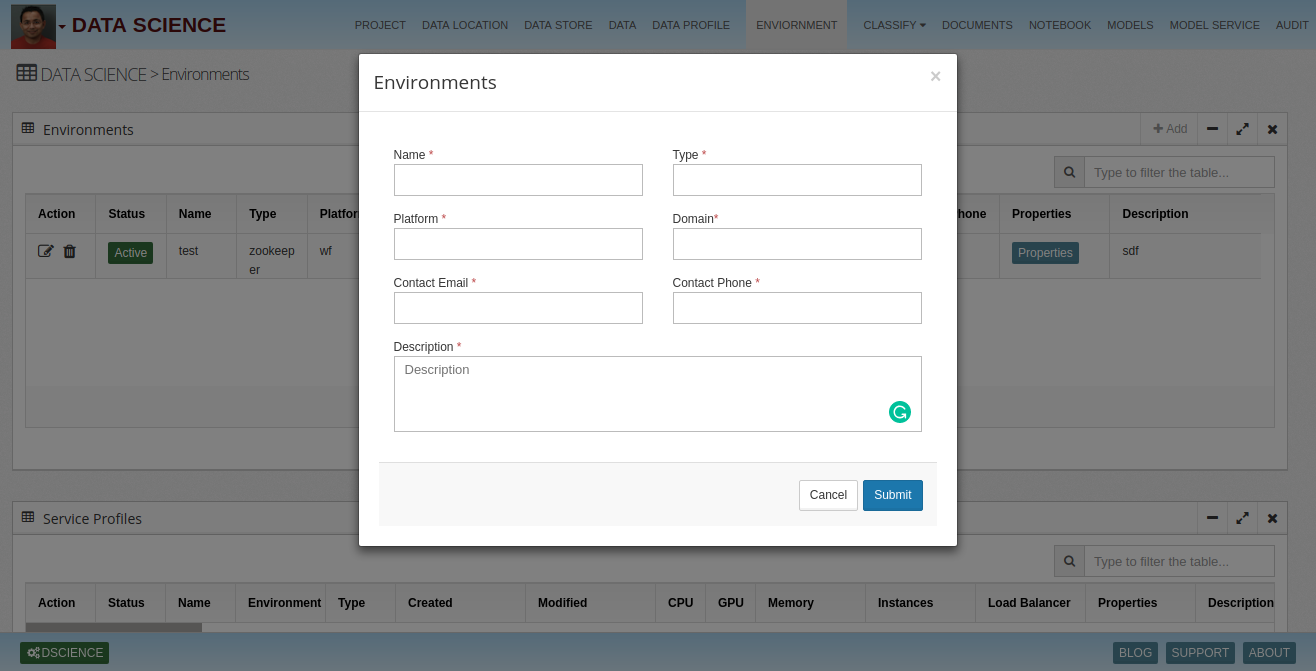 DATA SCIENCE PROJECT DATA LOCATION DATA STORE DATA DATA PROFILE ENVIORNMENT CLASSIFY DOCUMENTS NOTEBOOK MODELS MODEL SERVICE AUDIT
DATA SCIENCE > Environments
Environments ×
Environments + Add
Name * Type *
Type to filter the table...
Action Status Name Type Platfor hone Properties Description
Platform * Domain*
Active test zookeep wf Properties sdf
er
Contact Email * Contact Phone *
Description *
Description
Cancel Submit
Service Profiles
Type to filter the table...
Action Status Name Environment Type Created Modified CPU GPU Memory Instances Load Balancer Properties Description
DSCIENCE BLOG SUPPORT ABOUT